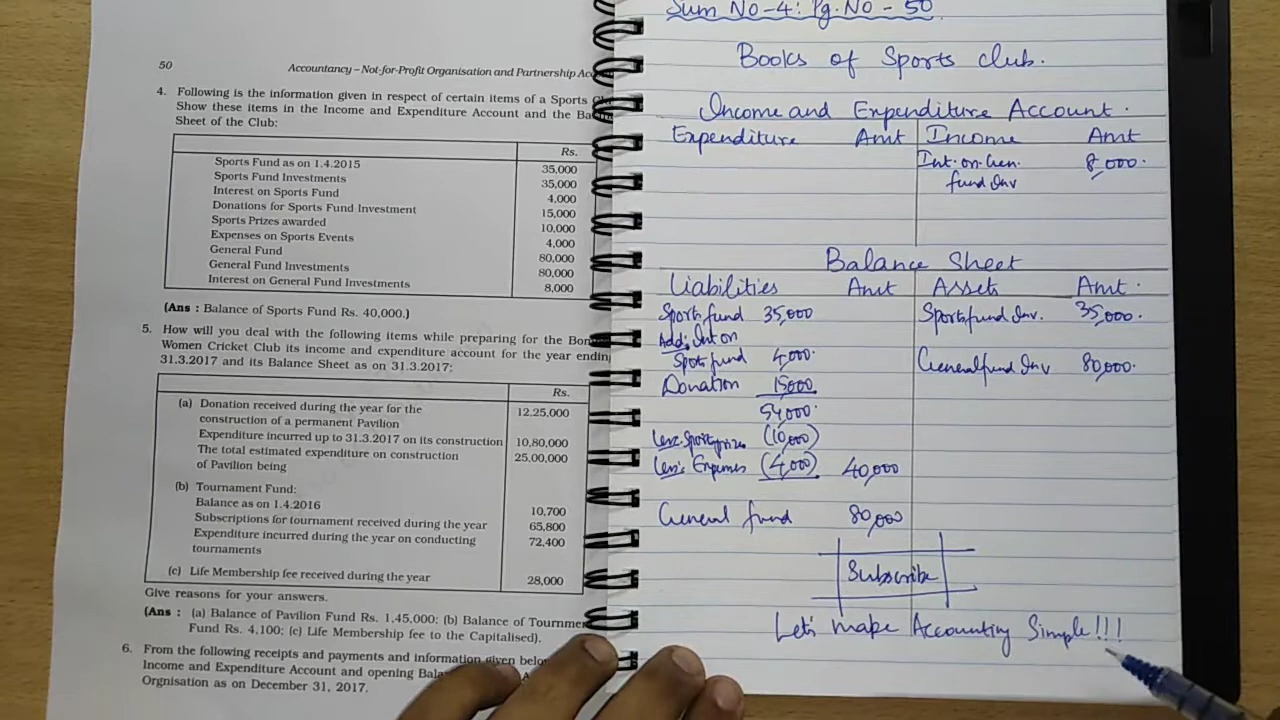 50
Accountancy – Not-for-Profit Organisation and Partnership
4. Following is the information given in respect of certain items of a Sports
Show these items in the Income and Expenditure Account and the
Sheet of the Club:
Rs.
Sports Fund as on 1.4.2015 35,000
Sports Fund Investments 35,000
Interest on Sports Fund 4,000
Donations for Sports Fund Investment 15,000
Sports Prizes awarded 10,000
Expenses on Sports Events 4,000
General Fund 80,000
General Fund Investments 80,000
Interest on General Fund Investments 8,000
(Ans : Balance of Sports Fund Rs. 40,000.)
5. How will you deal with the following items while preparing for the
Women Cricket Club its income and expenditure account for the year
31.3.2017 and its Balance Sheet as on 31.3.2017:
Rs.
(a) Donation received during the year for the
construction of a permanent Pavilion 12,25,000
Expenditure incurred up to 31.3.2017 on its construction 10,80,000
The total estimated expenditure on construction
of Pavilion being 25,00,000
(b) Tournament Fund:
Balance as on 1.4.2016 10,700
Subscriptions for tournament received during the year 65,800
Expenditure incurred during the year on conducting
tournaments 72,400
(c) Life Membership fee received during the year 28,000
Give reasons for your answers.
(Ans : (a) Balance of Pavilion Fund Rs. 1,45,000; (b) Balance of
Fund Rs. 4,100; (c) Life Membership fee to the Capitalised).
6. From the following receipts and payments and information given
Income and Expenditure Account and opening
Orgnisation as on December 31, 2017.
Sum No-4: Pg.No - 50.
Books of Sports club.
Income and Expenditure Account.
Expenditure Amt Income Amt
Int. on Gen. 8,000.
fund Inv
Balance Sheet
Liabilities Amt Assets Amt.
Sports fund 35,000 Sports fund Inv. 35,000.
Add: Int on
Spots fund 4,000. General fund Inv 80,000.
Donation 15,000
54,000.
Less: Sport prizes (10,000)
Less: Expenses (4,000) 40,000
General fund 80,000
Subscribe
Let's make Accounting Simple!!!